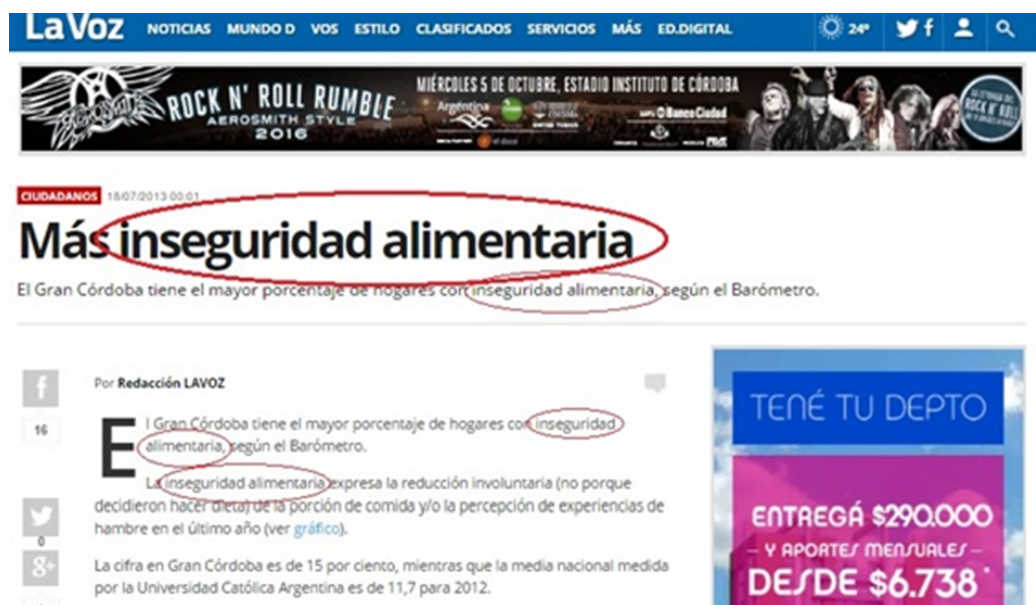 LaVoz NOTICIAS MUNDO D VOS ESTILO CLASIFICADOS SERVICIOS MÁS ED.DIGITAL 24°
ROCK N' ROLL RUMBLE
AEROSMITH STYLE
2016
MIÉRCOLES 5 DE OCTUBRE, ESTADIO INSTITUTO DE CÓRDOBA
Argentina
Banco Ciudad
CIUDADANOS 18/07/2013 00:01
Más inseguridad alimentaria
El Gran Córdoba tiene el mayor porcentaje de hogares con inseguridad alimentaria, según el Barómetro.
Por Redacción LAVOZ
16
El Gran Córdoba tiene el mayor porcentaje de hogares con inseguridad
alimentaria, según el Barómetro.
La inseguridad alimentaria expresa la reducción involuntaria (no porque
decidieron hacer dieta) de la porción de comida y/o la percepción de experiencias de
hambre en el último año (ver gráfico).
0
La cifra en Gran Córdoba es de 15 por ciento, mientras que la media nacional medida
por la Universidad Católica Argentina es de 11,7 para 2012.
TENÉ TU DEPTO
ENTREGÁ $290.000
– Y APORTES MENSUALES –
DESDE $6.738*